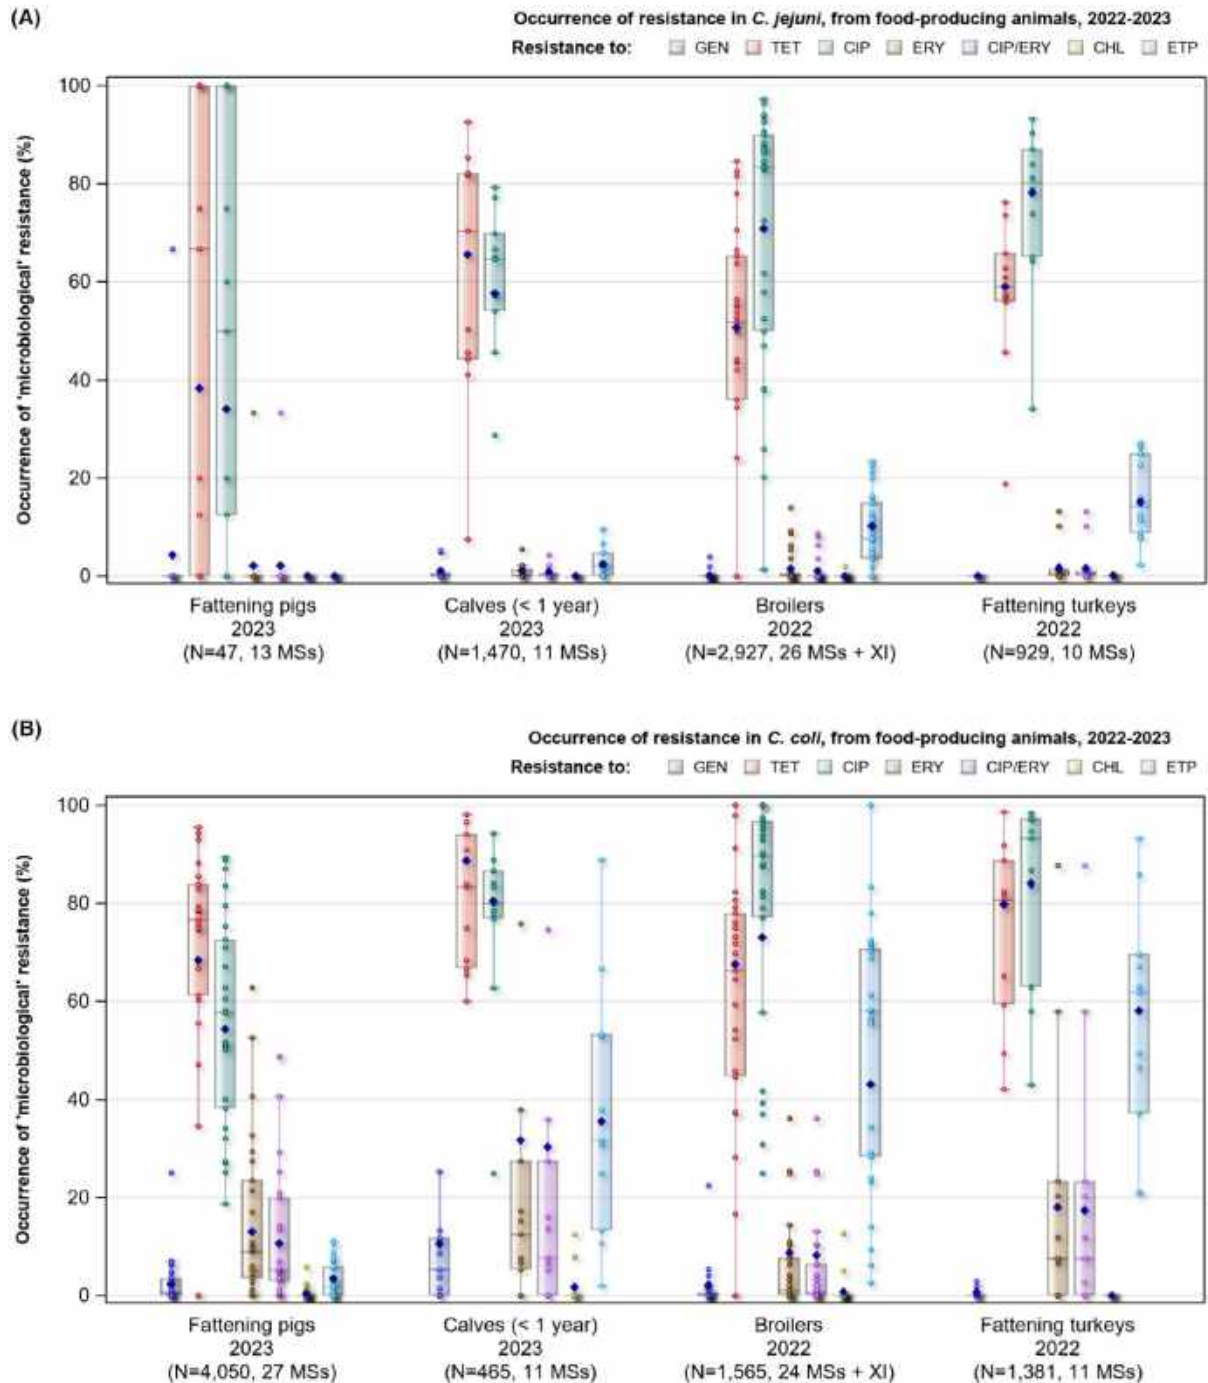 (A)
Occurrence of resistance in C. jejuni, from food-producing animals, 2022-2023
Resistance to: GEN TET CIP ERY CIP/ERY CHL ETP
Occurrence of 'microbiological' resistance (%)
100
80
60
40
20
0
Fattening pigs Calves (< 1 year) Broilers Fattening turkeys
2023 2023 2022 2022
(N=47, 13 MSs) (N=1,470, 11 MSs) (N=2,927, 26 MSs + XI) (N=929, 10 MSs)
(B)
Occurrence of resistance in C. coli, from food-producing animals, 2022-2023
Resistance to: GEN TET CIP ERY CIP/ERY CHL ETP
Occurrence of 'microbiological' resistance (%)
100
80
60
40
20
0
Fattening pigs Calves (< 1 year) Broilers Fattening turkeys
2023 2023 2022 2022
(N=4,050, 27 MSs) (N=465, 11 MSs) (N=1,565, 24 MSs + XI) (N=1,381, 11 MSs)